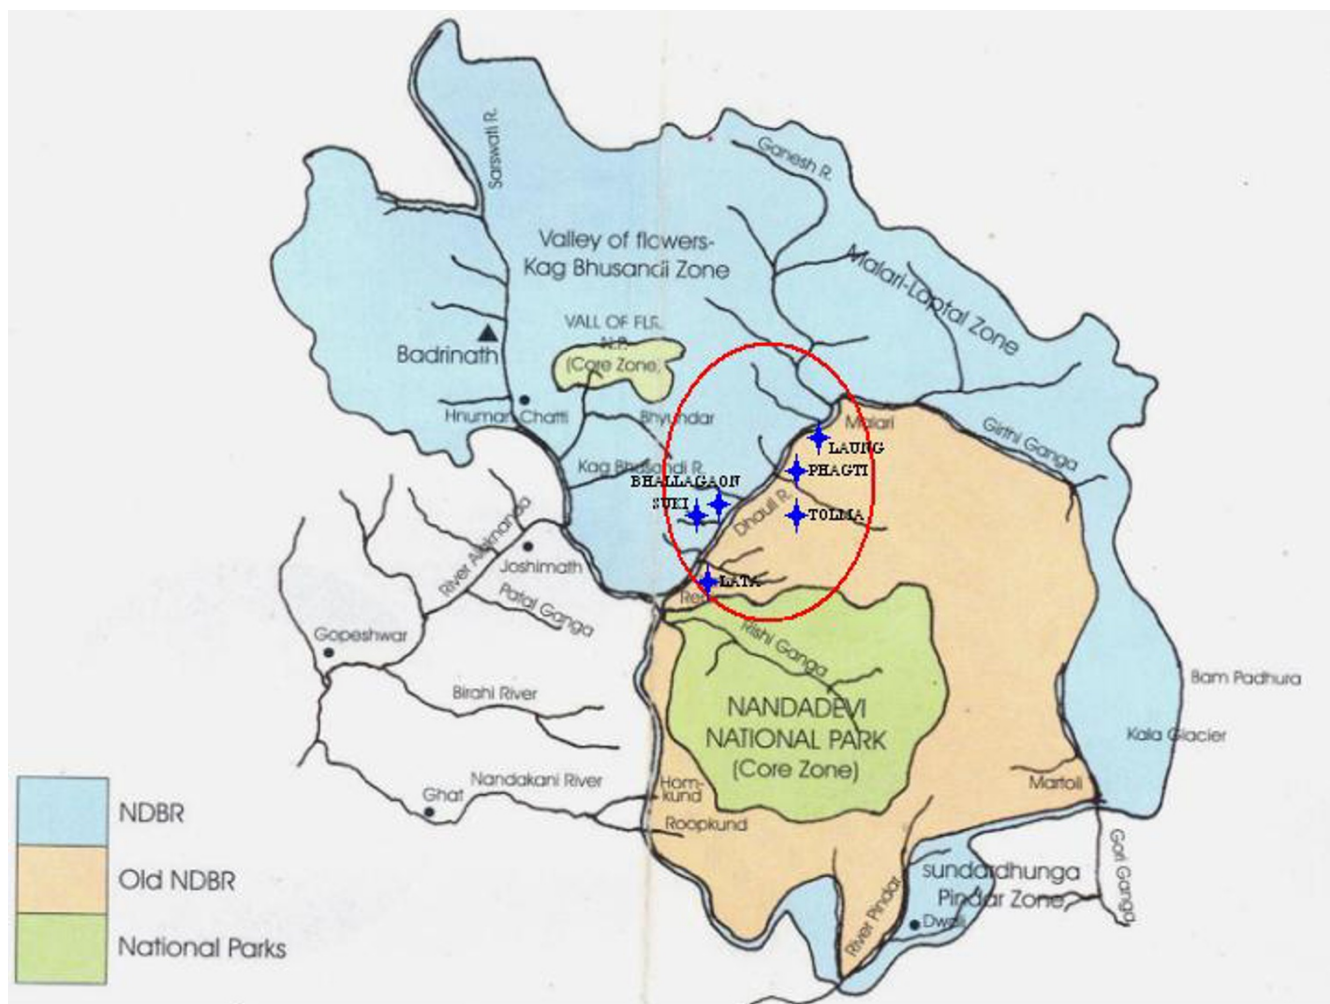 Sarswati R.
Ganesh R.
Valley of flowers-
Kag Bhusandi Zone
Malari-Laptal Zone
VALL OF FLR.
N.P.
(Core Zone)
Badrinath
Hnuman Chatti
Bhyundar
Malari
Girthi Ganga
LAUNG
Kag Bhusandi R.
PHAGTI
BHALLAGAON
SUKI
Dhauli R.
TOLMA
River Alaknanda
Joshimath
LATA
Patal Ganga
Gopeshwar
Rishi Ganga
Birahi River
Bam Padhura
NANDADEVI
NATIONAL PARK
(Core Zone)
Kala Glacier
Nandakani River
Hom-
kund
Martoli
Ghat
Roopkund
NDBR
Gori Ganga
sundardhunga
Pindar Zone
Old NDBR
River Pindar
Dwali
National Parks